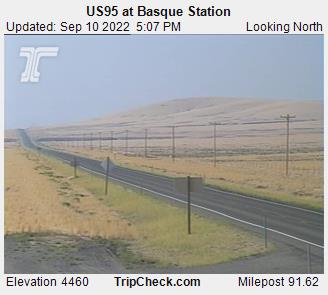 US95 at Basque Station
Updated: Sep 10 2022 5:07 PM Looking North
Elevation 4460 TripCheck.com Milepost 91.62